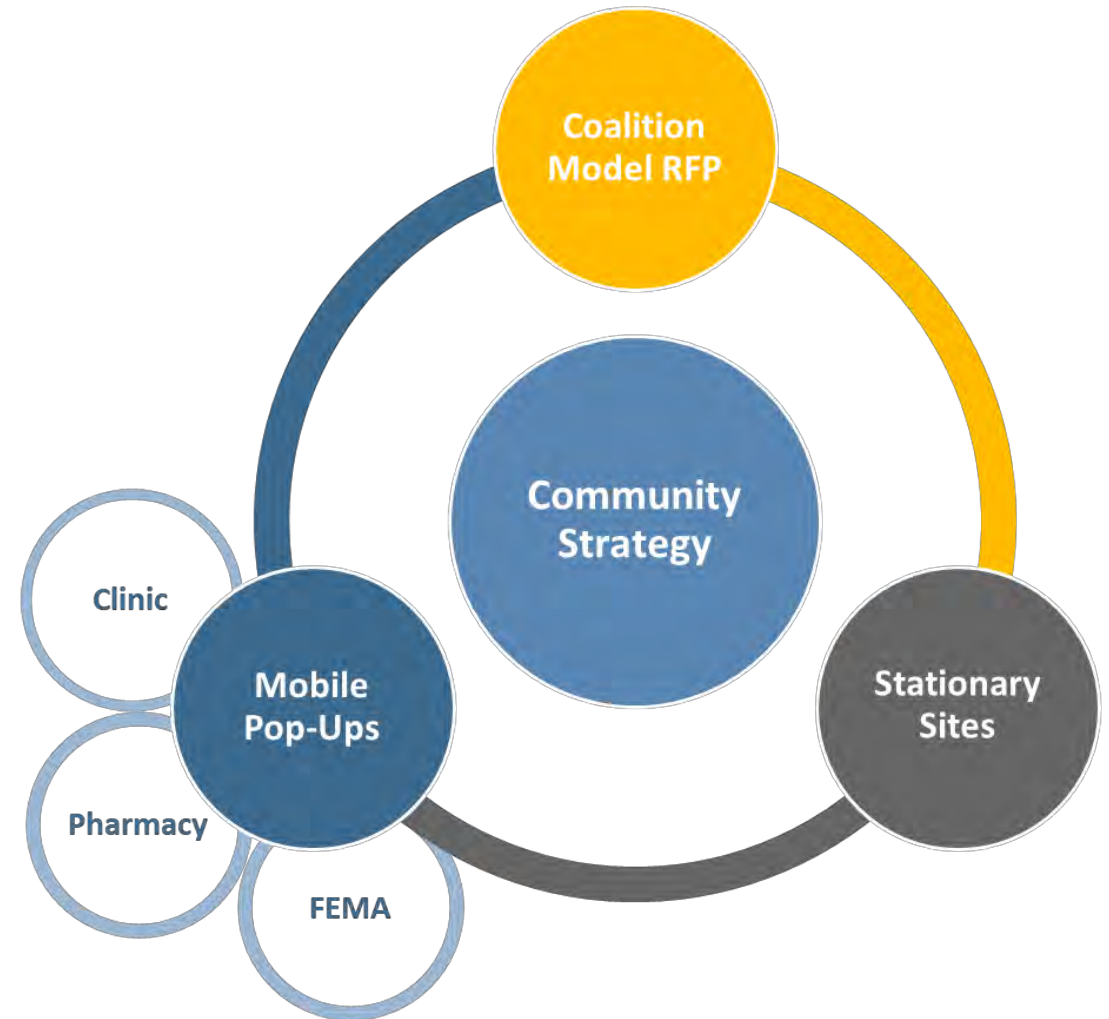 Coalition
Model RFP
Community
Strategy
Clinic
Mobile
Pop-Ups
Stationary
Sites
Pharmacy
FEMA